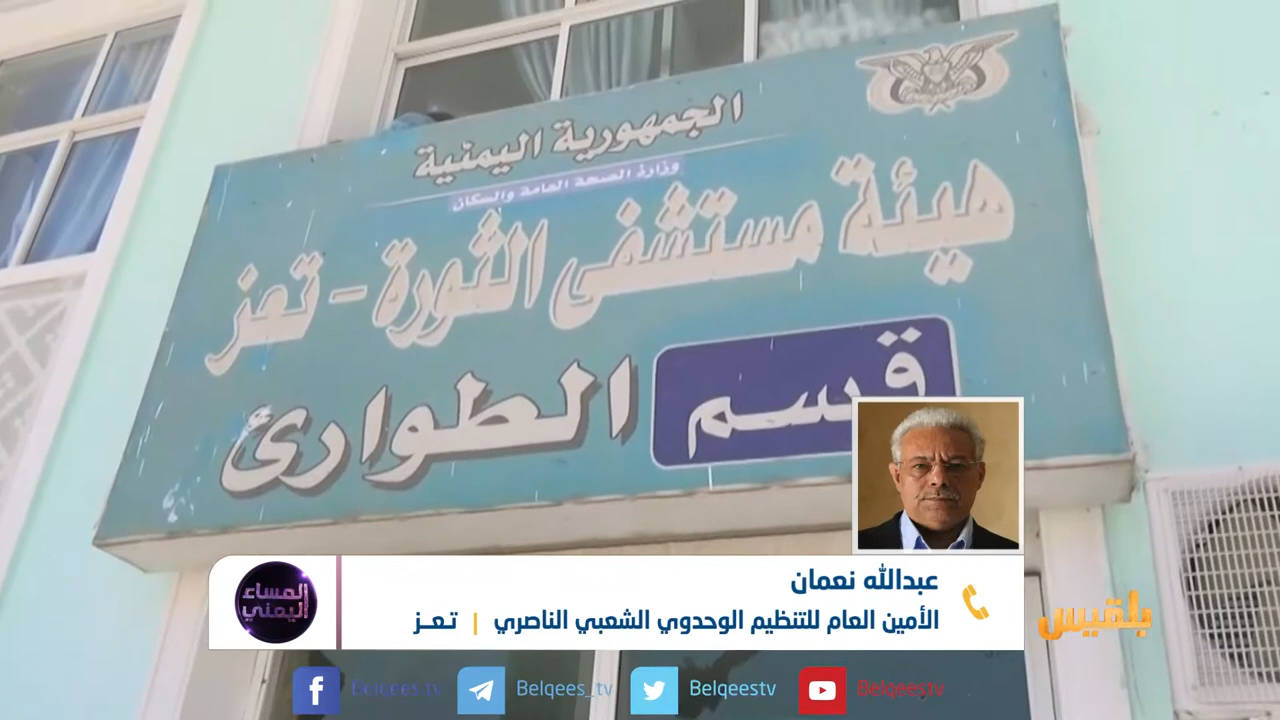 الجمهورية اليمنية
وزارة الصحة العامة والسكان
هيئة مستشفى الثورة - تعز
قسم الطوارئ
عبدالله نعمان
الأمين العام للتنظيم الوحدوي الشعبي الناصري | تعز
المساء اليمني
بلقيس
Belqees.tv
Belqees_tv
Belqeestv
Belqeestv